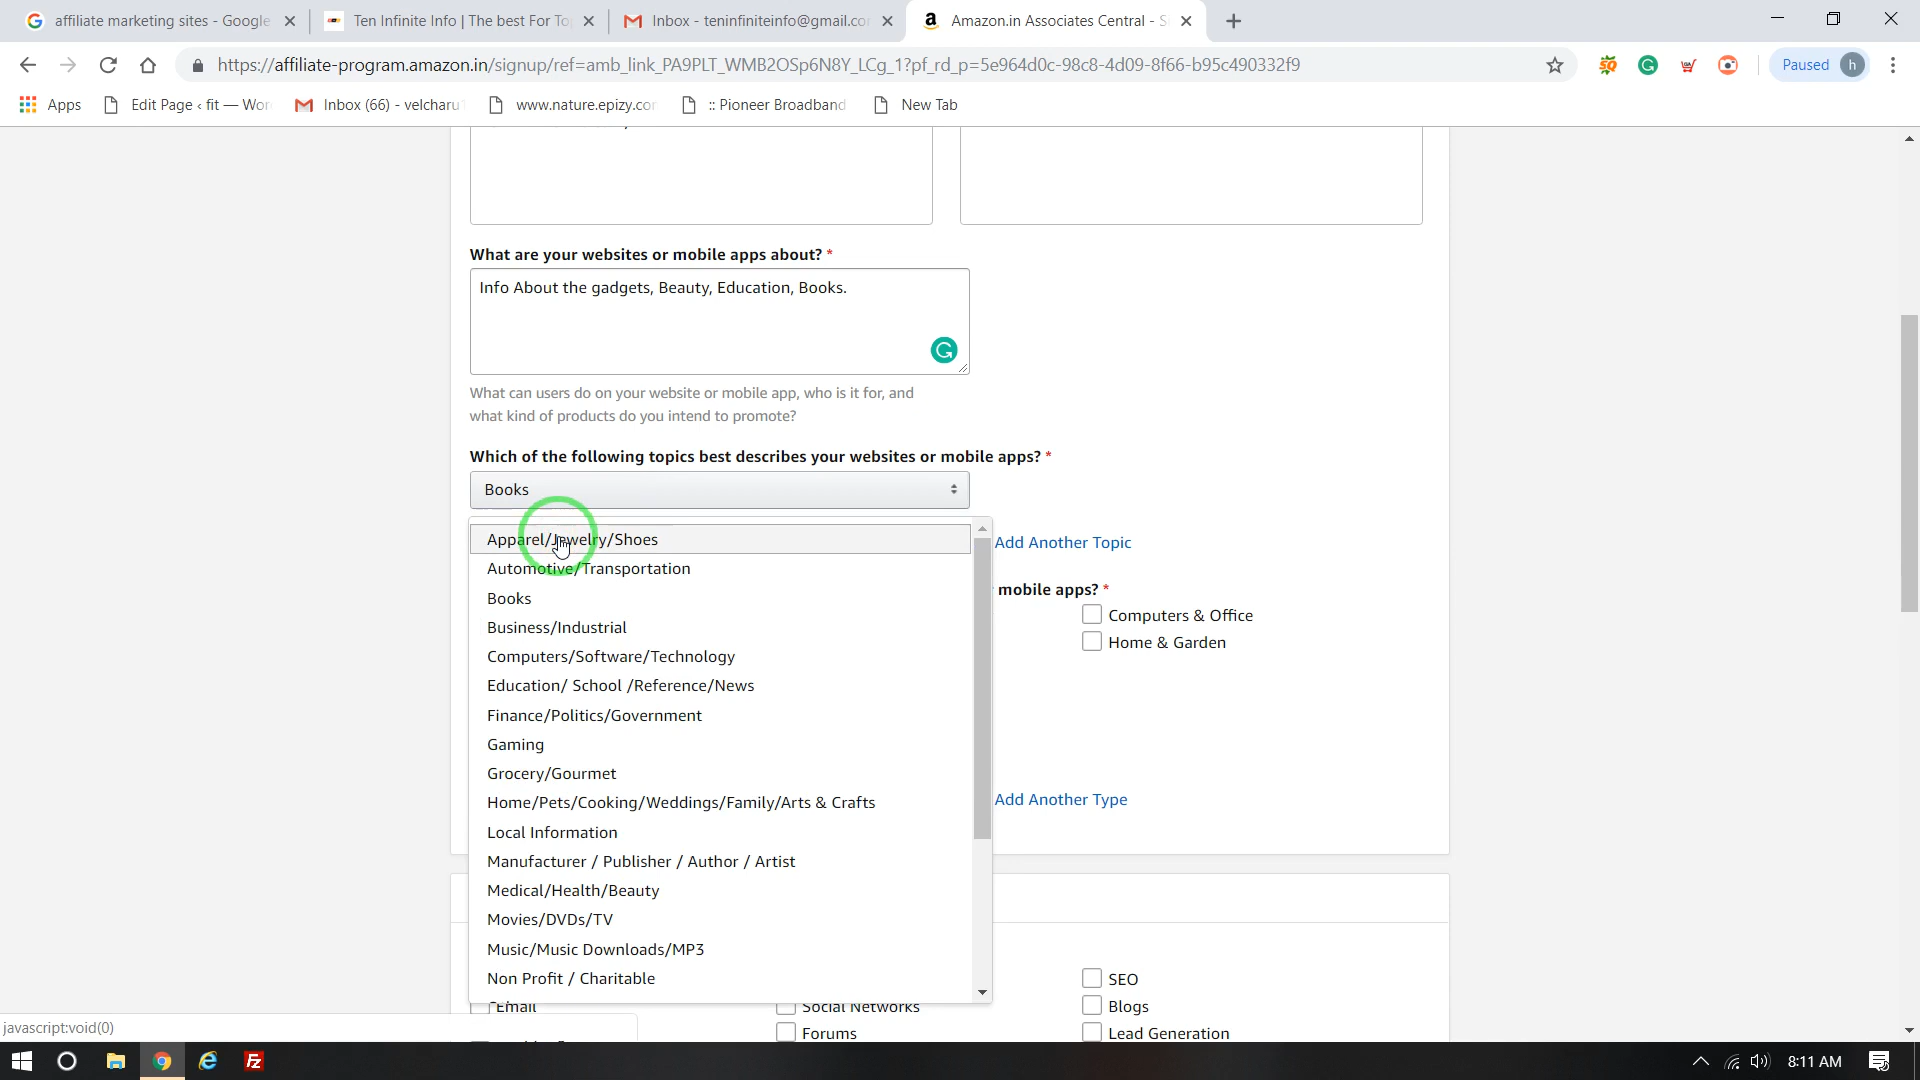 affiliate marketing sites - Google
Ten Infinite Info | The best For To
Inbox - teninfiniteinfo@gmail.co
Amazon.in Associates Central - S
https://affiliate-program.amazon.in/signup/ref=amb_link_PA9PLT_WMB2OSp6N8Y_LCg_1?pf_rd_p=5e964d0c-98c8-4d09-8f66-b95c490332f9
Paused h
Apps
Edit Page ‹ fit — Wor
Inbox (66) - velcharu
www.nature.epizy.com
:: Pioneer Broadband
New Tab
What are your websites or mobile apps about? *
Info About the gadgets, Beauty, Education, Books.
What can users do on your website or mobile app, who is it for, and
what kind of products do you intend to promote?
Which of the following topics best describes your websites or mobile apps? *
Books
Apparel/Jewelry/Shoes
Add Another Topic
Automotive/Transportation
mobile apps? *
Books
Computers & Office
Business/Industrial
Home & Garden
Computers/Software/Technology
Education/ School /Reference/News
Finance/Politics/Government
Gaming
Grocery/Gourmet
Home/Pets/Cooking/Weddings/Family/Arts & Crafts
Add Another Type
Local Information
Manufacturer / Publisher / Author / Artist
Medical/Health/Beauty
Movies/DVDs/TV
Music/Music Downloads/MP3
Non Profit / Charitable
SEO
Email
Social Networks
Blogs
Forums
Lead Generation
javascript:void(0)
8:11 AM